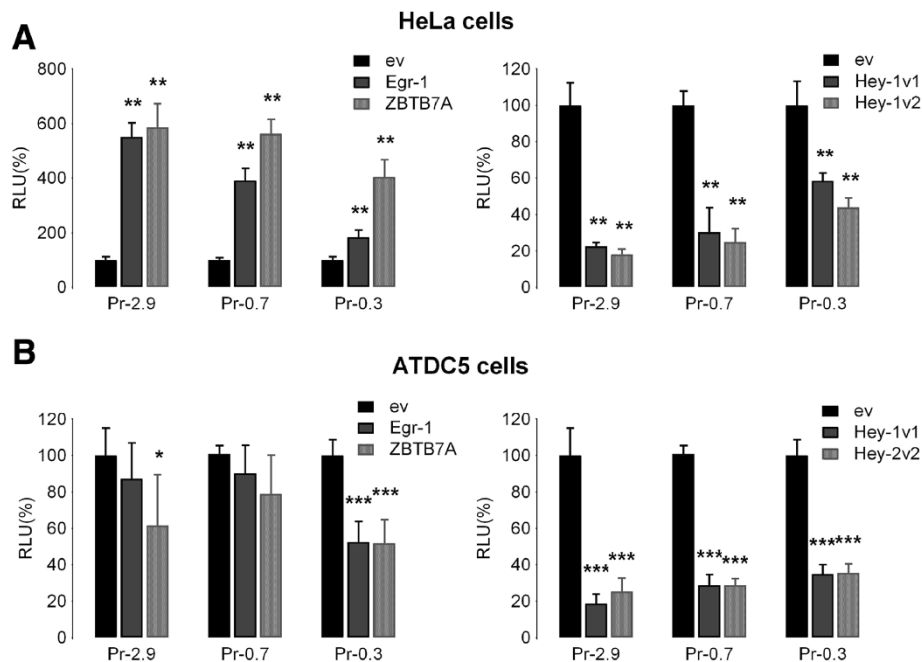 HeLa cells
A
ev
Egr-1
ZBTB7A
RLU(%)
800
600
400
200
0
** **
** **
** **
Pr-2.9 Pr-0.7 Pr-0.3
ev
Hey-1v1
Hey-1v2
RLU(%)
120
100
80
60
40
20
0
** **
** **
** **
Pr-2.9 Pr-0.7 Pr-0.3
B
ATDC5 cells
ev
Egr-1
ZBTB7A
RLU(%)
120
100
80
60
40
20
0
*
*** ***
Pr-2.9 Pr-0.7 Pr-0.3
ev
Hey-1v1
Hey-2v2
RLU(%)
120
100
80
60
40
20
0
*** ***
*** ***
*** ***
Pr-2.9 Pr-0.7 Pr-0.3